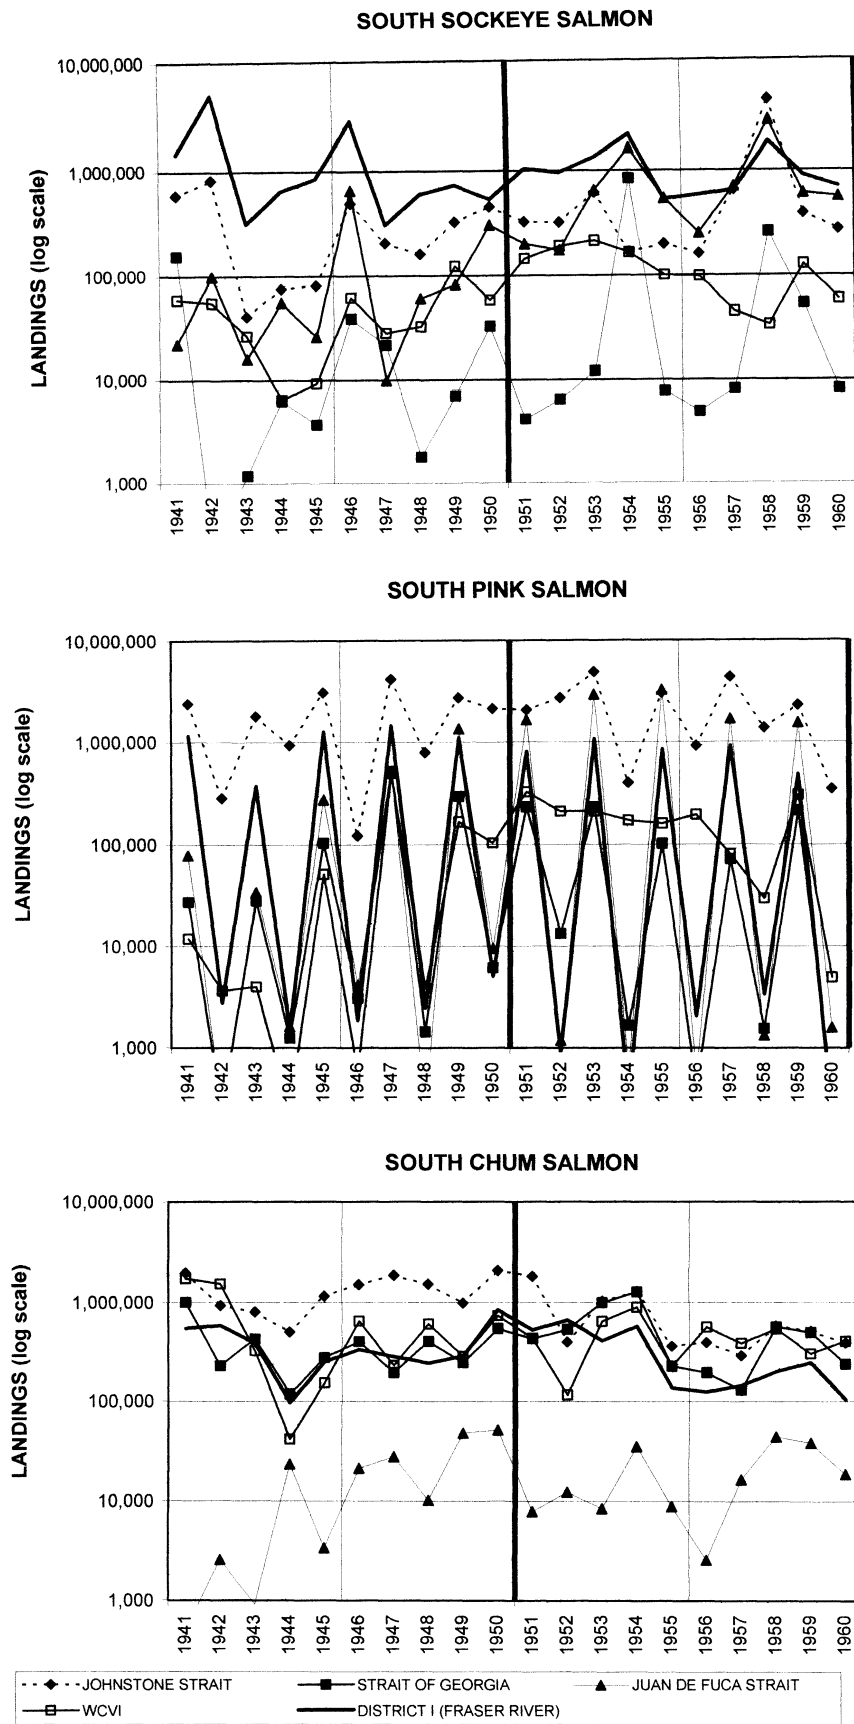 SOUTH SOCKEYE SALMON
LANDINGS (log scale)
10,000,000
1,000,000
100,000
10,000
1,000
1941 1942 1943 1944 1945 1946 1947 1948 1949 1950 1951 1952 1953 1954 1955 1956 1957 1958 1959 1960
SOUTH PINK SALMON
LANDINGS (log scale)
10,000,000
1,000,000
100,000
10,000
1,000
1941 1942 1943 1944 1945 1946 1947 1948 1949 1950 1951 1952 1953 1954 1955 1956 1957 1958 1959 1960
SOUTH CHUM SALMON
LANDINGS (log scale)
10,000,000
1,000,000
100,000
10,000
1,000
1941 1942 1943 1944 1945 1946 1947 1948 1949 1950 1951 1952 1953 1954 1955 1956 1957 1958 1959 1960
JOHNSTONE STRAIT STRAIT OF GEORGIA JUAN DE FUCA STRAIT
WCVI DISTRICT I (FRASER RIVER)